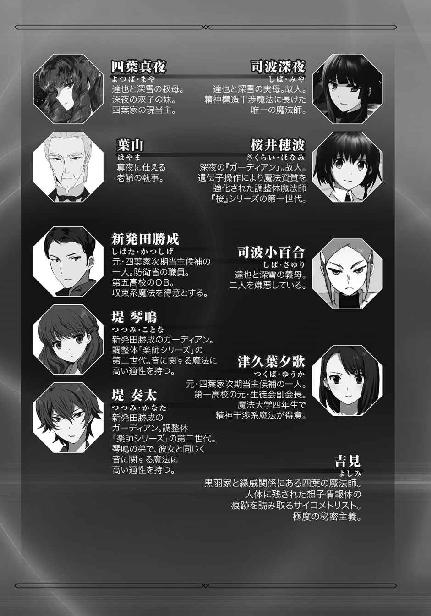 四葉真夜
よつば・まや
達也と深雪の叔母。
深夜の双子の妹。
四葉家の現当主。
司波深夜
しば・みや
達也と深雪の実母。故人。
精神構造干渉魔法に長けた
唯一の魔法師。
葉山
はやま
真夜に仕える
老齢の執事。
桜井穂波
さくらい・ほなみ
深夜の『ガーディアン』。故人。
遺伝子操作により魔法資質を
強化された調整体魔法師
『桜』シリーズの第一世代。
新発田勝成
しばた・かつしげ
元・四葉家次期当主候補の
一人。防衛省の職員。
第五高校のOB。
収束系魔法を得意とする。
司波小百合
しば・さゆり
達也と深雪の義母。
二人を嫌悪している。
堤 琴鳴
つつみ・ことな
新発田勝成のガーディアン。
調整体「楽師シリーズ」の
第二世代。音に関する魔法に
高い適性を持つ。
津久葉夕歌
つくば・ゆうか
元・四葉家次期当主候補の一人。
第一高校の元・生徒会副会長。
魔法大学四年生で
精神干渉系魔法が得意。
堤 奏太
つつみ・かなた
新発田勝成の
ガーディアン。調整体
「楽師シリーズ」の第二世代。
琴鳴の弟で、彼女と同じく
音に関する魔法に
高い適性を持つ。
吉見
よしみ
黒羽家と縁戚関係にある四葉の魔法師。
人体に残された想子情報体の
痕跡を読み取るサイコメトリスト。
極度の秘密主義。